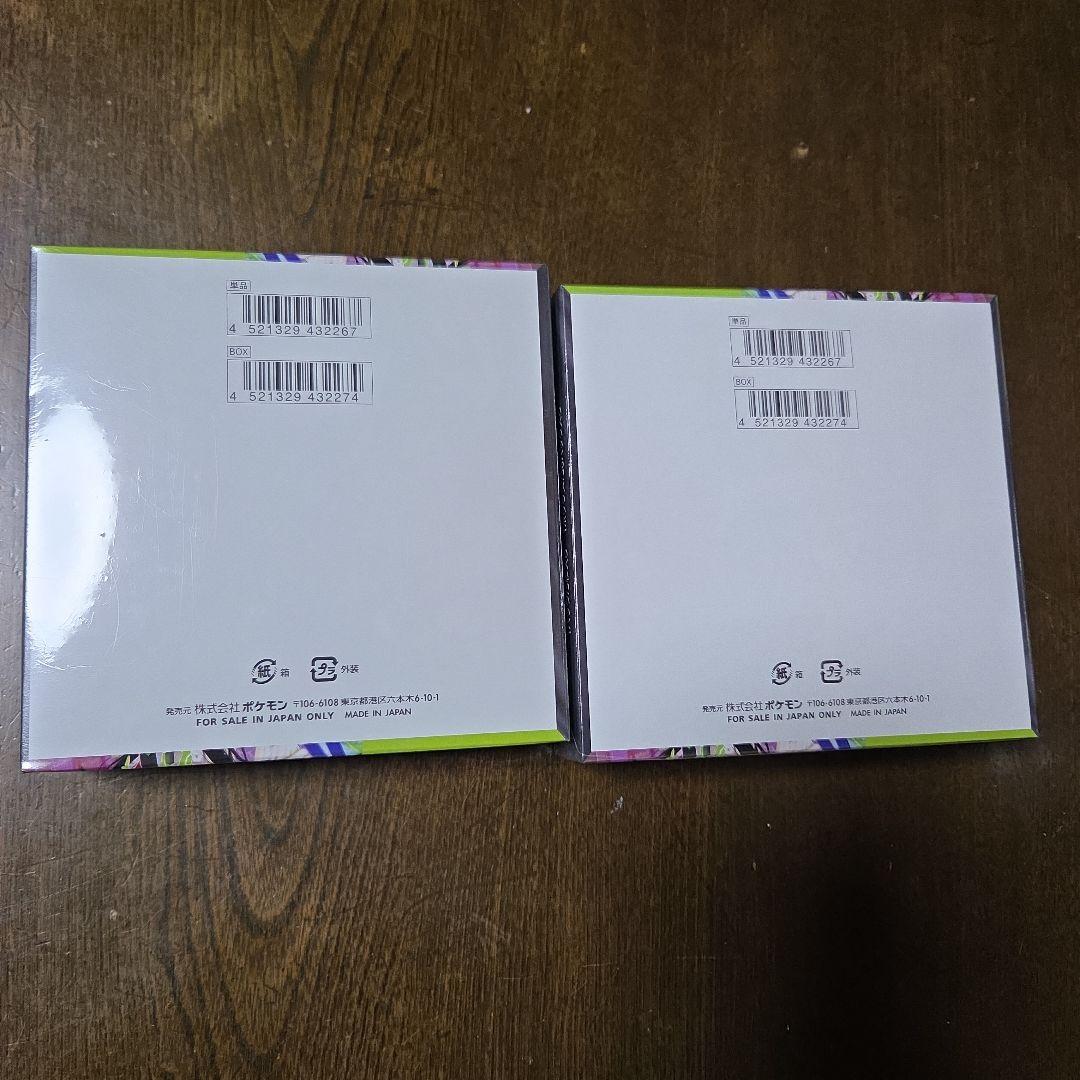 単品
4 521329 432267
BOX
4 521329 432274
紙 箱 プラ 外装
発売元 株式会社ポケモン 〒106-6108 東京都港区六本木6-10-1
FOR SALE IN JAPAN ONLY MADE IN JAPAN
単品
4 521329 432267
BOX
4 521329 432274
紙 箱 プラ 外装
発売元 株式会社ポケモン 〒106-6108 東京都港区六本木6-10-1
FOR SALE IN JAPAN ONLY MADE IN JAPAN